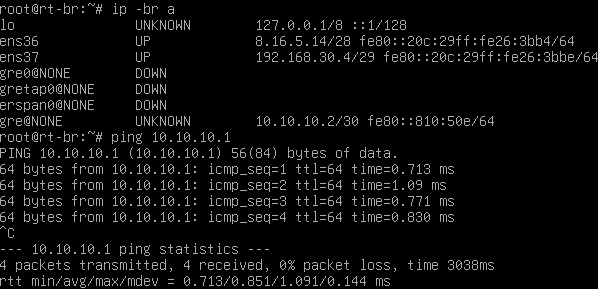 root@rt-br:~# ip -br a
lo UNKNOWN 127.0.0.1/8 ::1/128
ens36 UP 8.16.5.14/28 fe80::20c:29ff:fe26:3bb4/64
ens37 UP 192.168.30.4/29 fe80::20c:29ff:fe26:3bbe/64
gre0@NONE DOWN
gretap0@NONE DOWN
erspan0@NONE DOWN
gre@NONE UNKNOWN 10.10.10.2/30 fe80::810:50e/64
root@rt-br:~# ping 10.10.10.1
PING 10.10.10.1 (10.10.10.1) 56(84) bytes of data.
64 bytes from 10.10.10.1: icmp_seq=1 ttl=64 time=0.713 ms
64 bytes from 10.10.10.1: icmp_seq=2 ttl=64 time=1.09 ms
64 bytes from 10.10.10.1: icmp_seq=3 ttl=64 time=0.771 ms
64 bytes from 10.10.10.1: icmp_seq=4 ttl=64 time=0.830 ms
^C
--- 10.10.10.1 ping statistics ---
4 packets transmitted, 4 received, 0% packet loss, time 3038ms
rtt min/avg/max/mdev = 0.713/0.851/1.091/0.144 ms